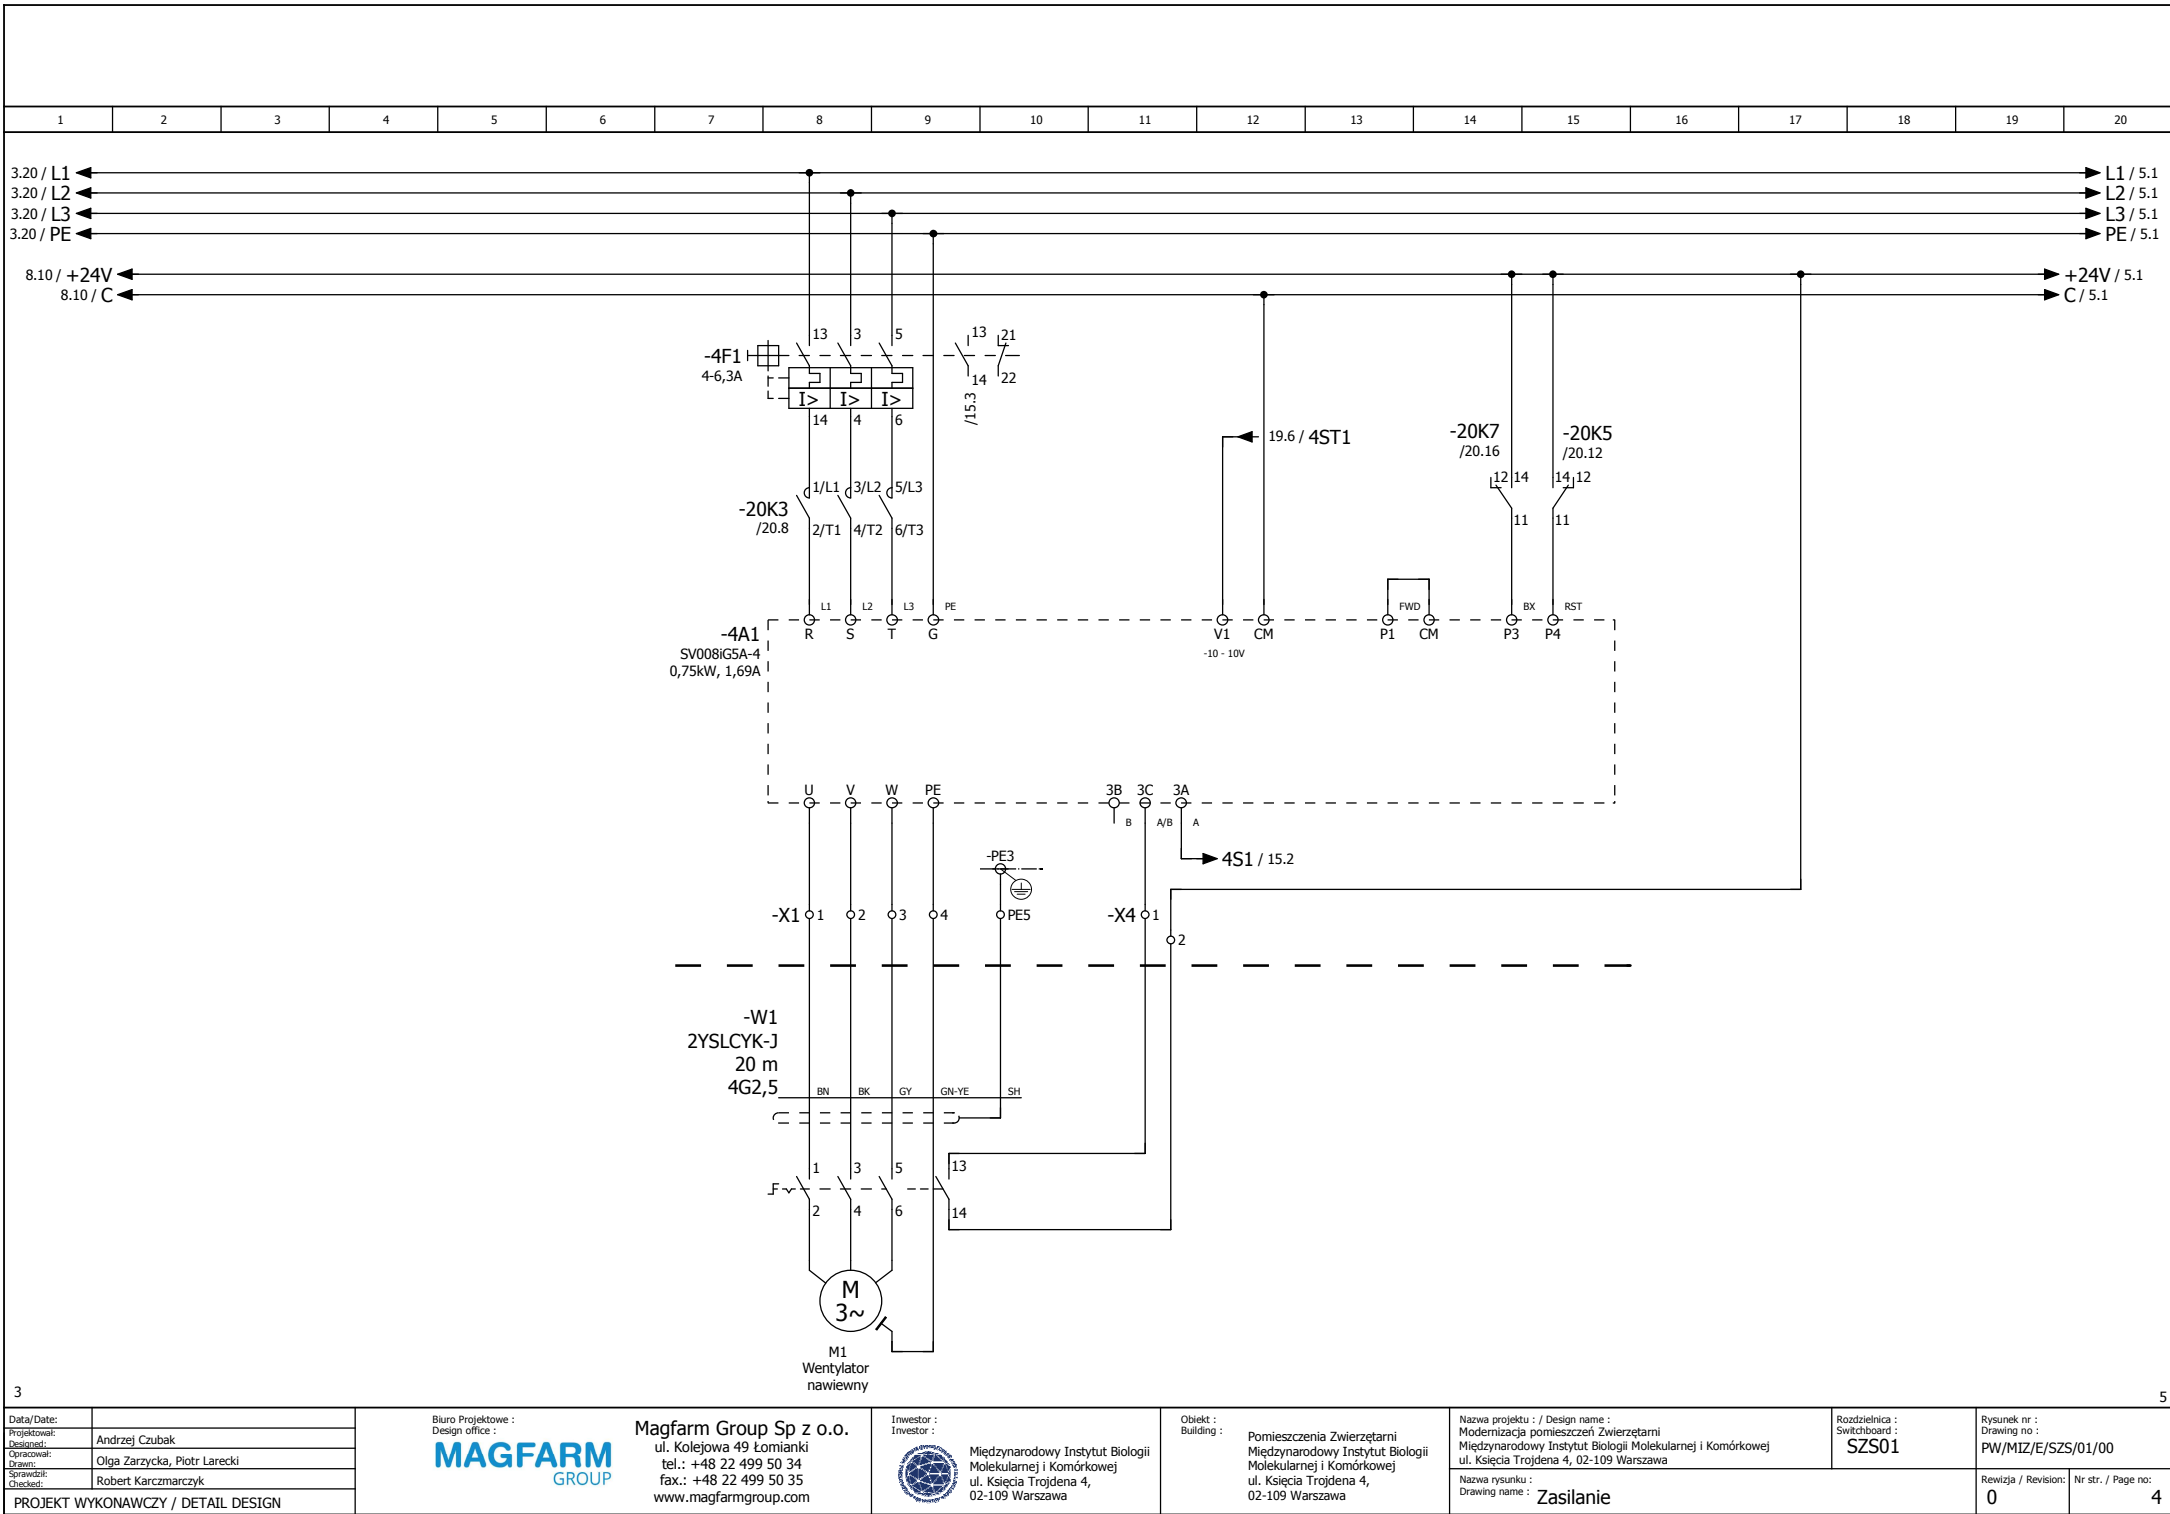 1 2 3 4 5 6 7 8 9 10 11 12 13 14 15 16 17 18 19 20
3.20 / L1
L1 / 5.1
3.20 / L2
L2 / 5.1
3.20 / L3
L3 / 5.1
3.20 / PE
PE / 5.1
8.10 / +24V
+24V / 5.1
8.10 / C
C / 5.1
13 3 5 13 21
-4F1
4-6,3A
14 22
I> I> I>
14 4 6
/15.3
19.6 / 4ST1
-20K7
/20.16
-20K5
/20.12
12 14 14 12
11 11
1/L1 3/L2 5/L3
-20K3
/20.8
2/T1 4/T2 6/T3
L1 L2 L3 PE FWD BX RST
R S T G V1 CM P1 CM P3 P4
-4A1
SV008iG5A-4
0,75kW, 1,69A
-10 - 10V
U V W PE 3B 3C 3A
B A/B A
4S1 / 15.2
-PE3
-X1 1 2 3 4 PE5 -X4 1
2
-W1
2YSLCYK-J
20 m
4G2,5
BN BK GY GN-YE SH
1 3 5 13
2 4 6 14
M
3~
M1
Wentylator
nawiewny
3
5
Data/Date:
Projektował:
Designed:
Andrzej Czubak
Opracował:
Drawn:
Olga Zarzycka, Piotr Larecki
Sprawdził:
Checked:
Robert Karczmarczyk
PROJEKT WYKONAWCZY / DETAIL DESIGN
Biuro Projektowe :
Design office :
MAGFARM
GROUP
Magfarm Group Sp z o.o.
ul. Kolejowa 49 Łomianki
tel.: +48 22 499 50 34
fax.: +48 22 499 50 35
www.magfarmgroup.com
Inwestor :
Investor :
Międzynarodowy Instytut Biologii
Molekularnej i Komórkowej
ul. Księcia Trojdena 4,
02-109 Warszawa
Obiekt :
Building :
Pomieszczenia Zwierzętarni
Międzynarodowy Instytut Biologii
Molekularnej i Komórkowej
ul. Księcia Trojdena 4,
02-109 Warszawa
Nazwa projektu : / Design name :
Modernizacja pomieszczeń Zwierzętarni
Międzynarodowy Instytut Biologii Molekularnej i Komórkowej
ul. Księcia Trojdena 4, 02-109 Warszawa
Nazwa rysunku :
Drawing name :
Zasilanie
Rozdzielnica :
Switchboard :
SZS01
Rysunek nr :
Drawing no :
PW/MIZ/E/SZS/01/00
Rewizja / Revision:
0
Nr str. / Page no:
4